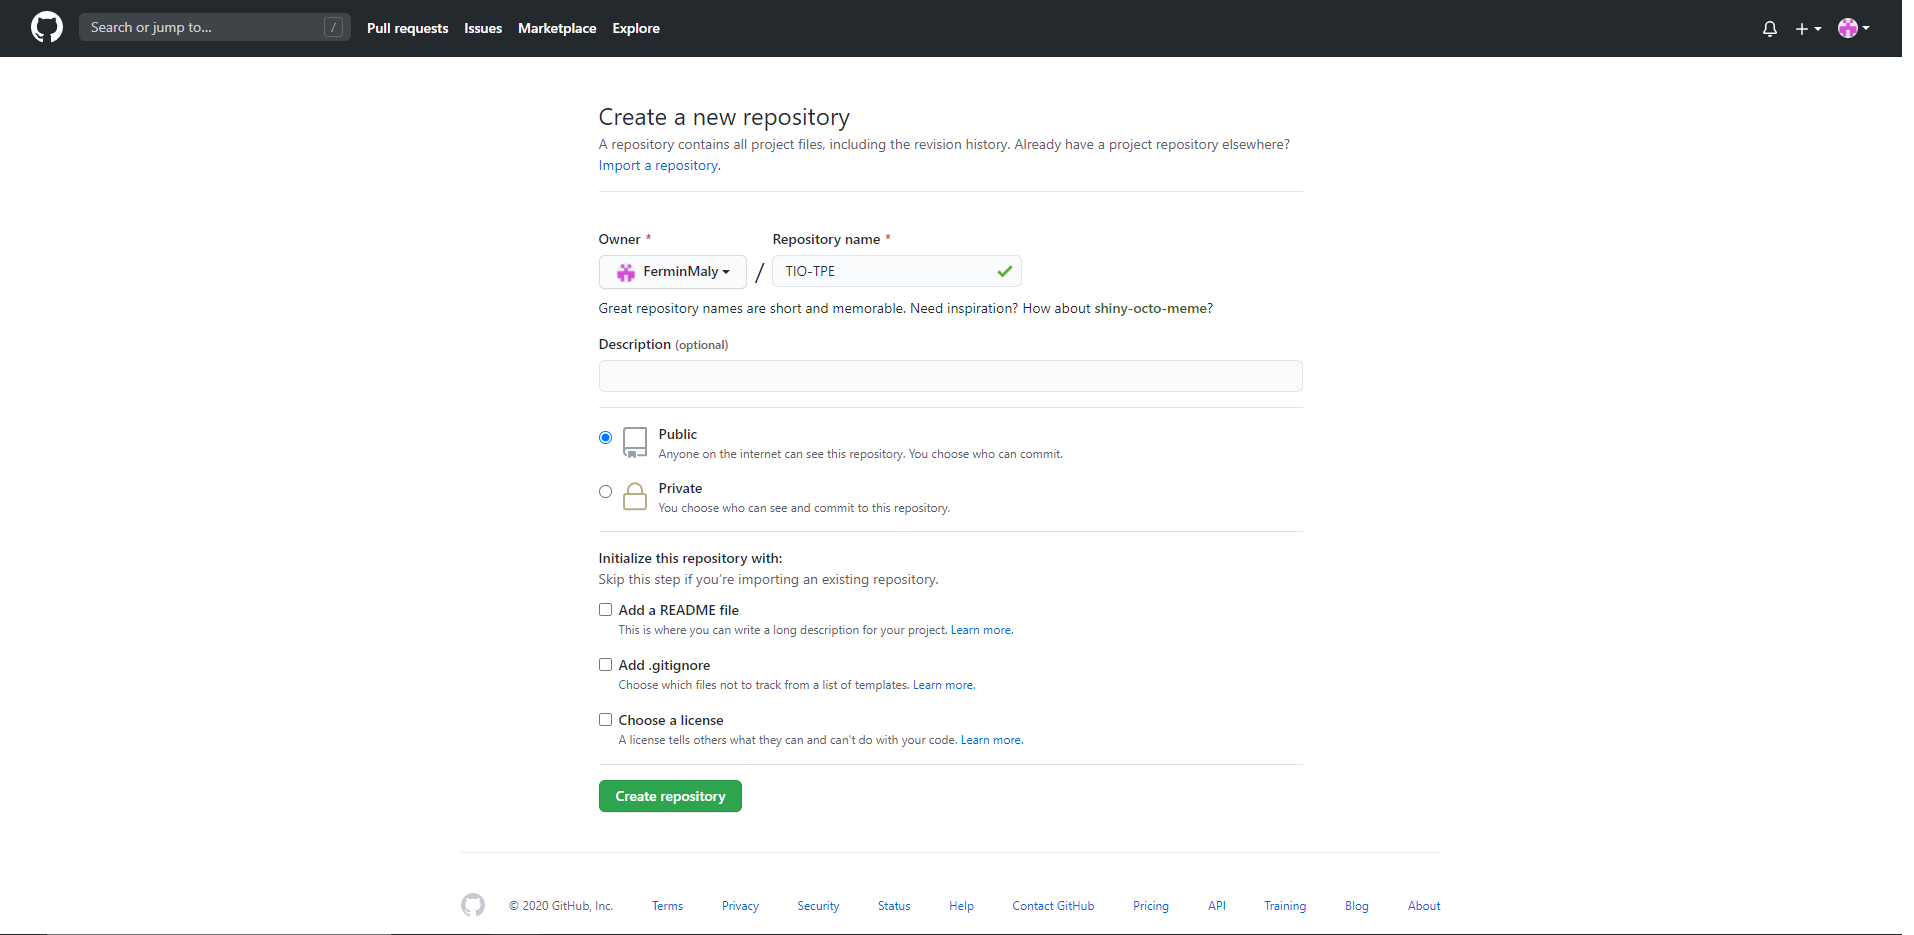 Search or jump to... / Pull requests Issues Marketplace Explore
Create a new repository
A repository contains all project files, including the revision history. Already have a project repository elsewhere?
Import a repository.
Owner * Repository name *
FerminMaly / TIO-TPE
Great repository names are short and memorable. Need inspiration? How about shiny-octo-meme?
Description (optional)
Public
Anyone on the internet can see this repository. You choose who can commit.
Private
You choose who can see and commit to this repository.
Initialize this repository with:
Skip this step if you’re importing an existing repository.
Add a README file
This is where you can write a long description for your project. Learn more.
Add .gitignore
Choose which files not to track from a list of templates. Learn more.
Choose a license
A license tells others what they can and can't do with your code. Learn more.
Create repository
© 2020 GitHub, Inc. Terms Privacy Security Status Help Contact GitHub Pricing API Training Blog About